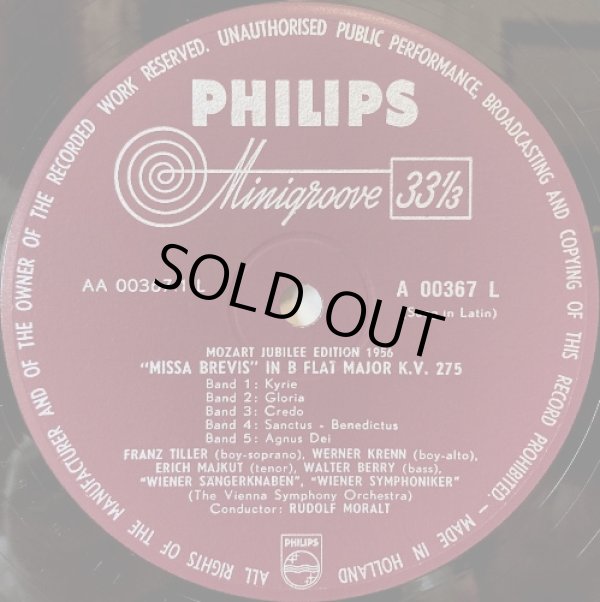 ALL RIGHTS OF THE MANUFACTURER AND OF THE OWNER OF THE RECORDED WORK RESERVED. UNAUTHORISED PUBLIC PERFORMANCE, BROADCASTING AND COPYING OF THIS RECORD PROHIBITED. – MADE IN HOLLAND
PHILIPS
Minigroove 33⅓
A 00367 L
in Latin)
SOLD OUT
MOZART JUBILEE EDITION 1956
"MISSA BREVIS" IN B FLAT MAJOR K.V. 275
Band 1: Kyrie
Band 2: Gloria
Band 3: Credo
Band 4: Sanctus - Benedictus
Band 5: Agnus Dei
FRANZ TILLER (boy-soprano), WERNER KRENN (boy-alto),
ERICH MAJKUT (tenor), WALTER BERRY (bass),
"WIENER SÄNGERKNABEN", "WIENER SYMPHONIKER"
(The Vienna Symphony Orchestra)
Conductor: RUDOLF MORALT
PHILIPS